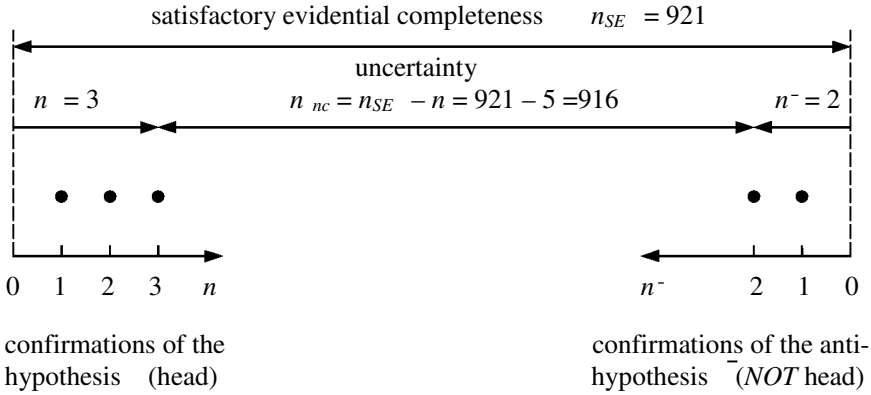 satisfactory evidential completeness n_SE = 921
uncertainty
n = 3 n_nc = n_SE – n = 921 – 5 =916 n⁻ = 2
0 1 2 3 n n⁻ 2 1 0
confirmations of the confirmations of the anti-
hypothesis (head) hypothesis ¯(NOT head)